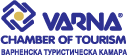 VARNA
CHAMBER OF TOURISM
ВАРНЕНСКА ТУРИСТИЧЕСКА КАМАРА